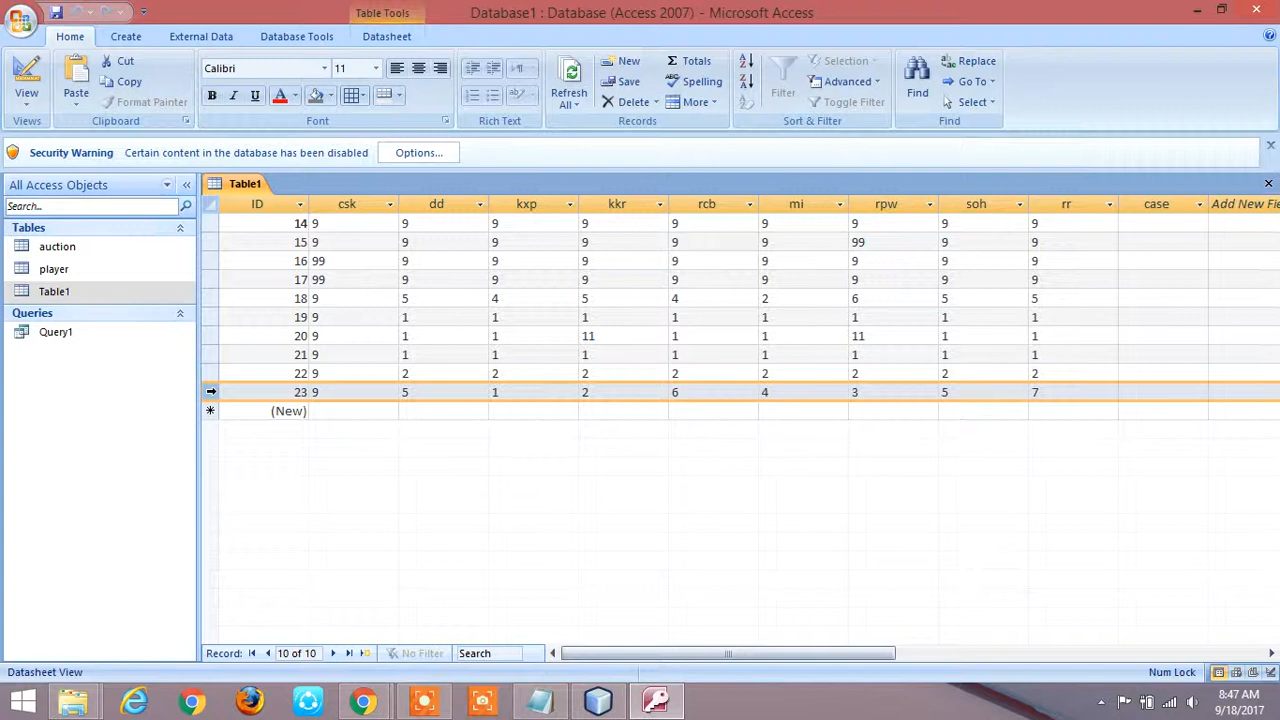 Table Tools
Database1 : Database (Access 2007) - Microsoft Access
Home Create External Data Database Tools Datasheet
View
Views
Paste
Cut
Copy
Format Painter
Clipboard
Calibri 11
B I U A
Font
Rich Text
Refresh All
New
Save
Delete
Totals
Spelling
More
Records
Filter
Selection
Advanced
Toggle Filter
Sort & Filter
Find
Replace
Go To
Select
Find
Security Warning Certain content in the database has been disabled Options...
All Access Objects
Search..
Tables
auction
player
Table1
Queries
Query1
Table1
ID csk dd kxp kkr rcb mi rpw soh rr case Add New Fie
14 9 9 9 9 9 9 9 9 9
15 9 9 9 9 9 9 99 9 9
16 99 9 9 9 9 9 9 9 9
17 99 9 9 9 9 9 9 9 9
18 9 5 4 5 4 2 6 5 5
19 9 1 1 1 1 1 1 1 1
20 9 1 1 11 1 1 11 1 1
21 9 1 1 1 1 1 1 1 1
22 9 2 2 2 2 2 2 2 2
23 9 5 1 2 6 4 3 5 7
(New)
Record: 10 of 10 No Filter Search
Datasheet View Num Lock
8:47 AM
9/18/2017